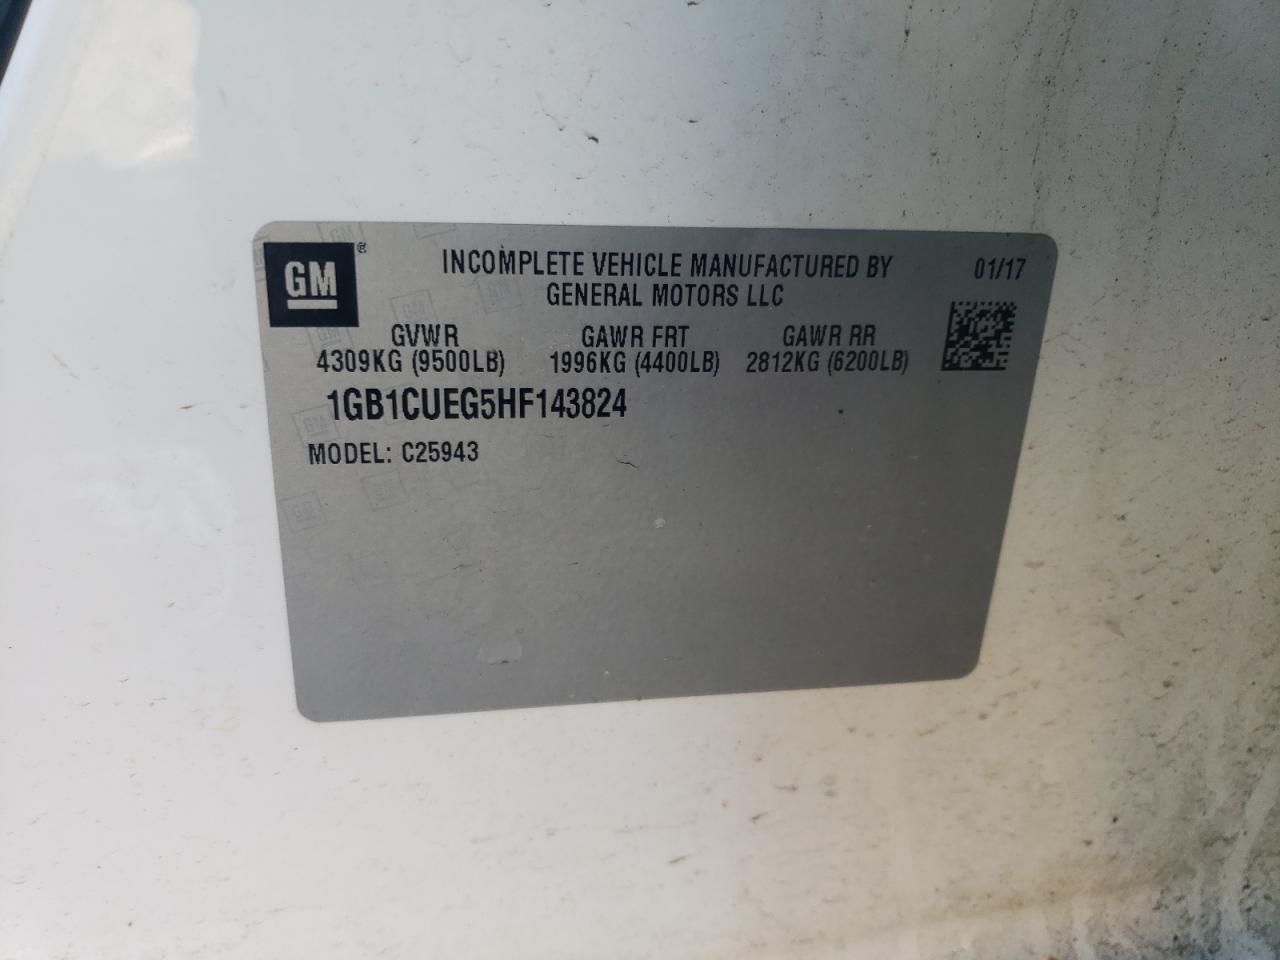 GM®
INCOMPLETE VEHICLE MANUFACTURED BY
GENERAL MOTORS LLC
01/17
GVWR GAWR FRT GAWR RR
4309KG (9500LB) 1996KG (4400LB) 2812KG (6200LB)
1GB1CUEG5HF143824
MODEL: C25943